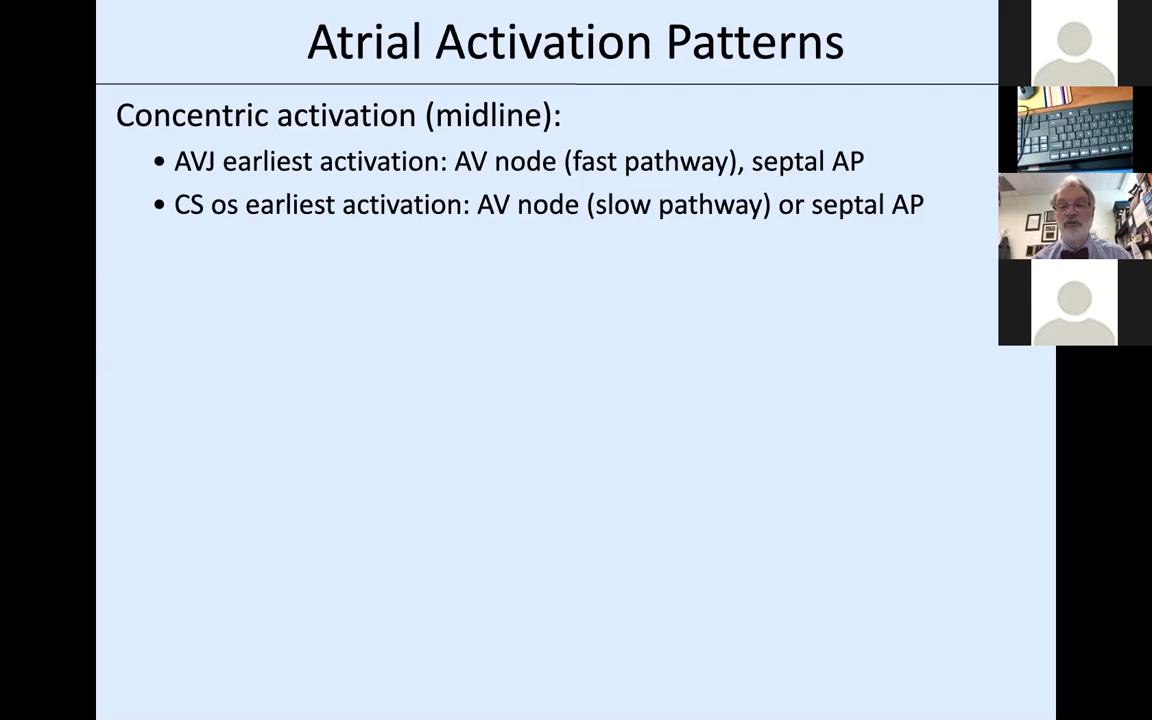 Atrial Activation Patterns
Concentric activation (midline):
• AVJ earliest activation: AV node (fast pathway), septal AP
• CS os earliest activation: AV node (slow pathway) or septal AP